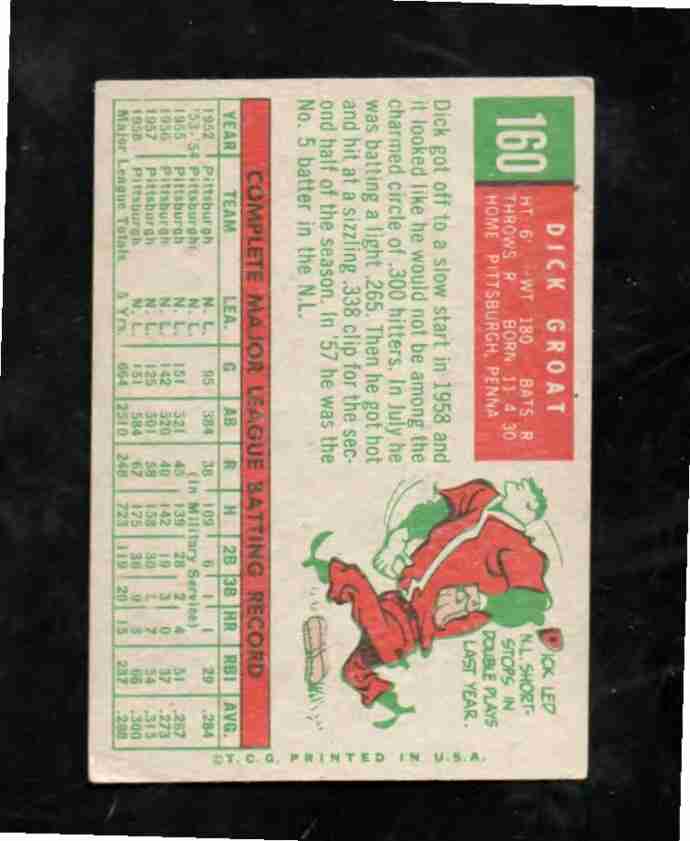 160
DICK GROAT
HT. 6' WT 180 BATS R
THROWS R BORN 11 4 30
HOME PITTSBURGH, PENNA
Dick got off to a slow start in 1958 and
it looked like he would not be among the
charmed circle of .300 hitters. In July he
was batting a light .265. Then he got hot
and hit at a sizzling .338 clip for the sec-
ond half of the season. In '57 he was the
No. 5 batter in the N.L.
DICK LED
N.L. SHORT-
STOPS IN
DOUBLE PLAYS
LAST YEAR.
COMPLETE MAJOR LEAGUE BATTING RECORD
YEAR TEAM LEA. G AB R H 2B 3B HR RBI AVG.
1952 Pittsburgh N. L. 95 384 38 109 6 1 1 29 .284
'53-'54 Pittsburgh N. L. (In Military Service)
1955 Pittsburgh N. L. 151 521 45 139 28 2 4 51 .267
1956 Pittsburgh N. L. 142 520 40 142 19 3 0 37 .273
1957 Pittsburgh N. L. 125 501 58 158 30 7 54 .315
1958 Pittsburgh N. L. 151 584 67 175 36 9 3 66 .300
Major League Totals 5 Yrs. 664 2510 248 723 119 20 15 237 .288
©T.C.G. PRINTED IN U.S.A.